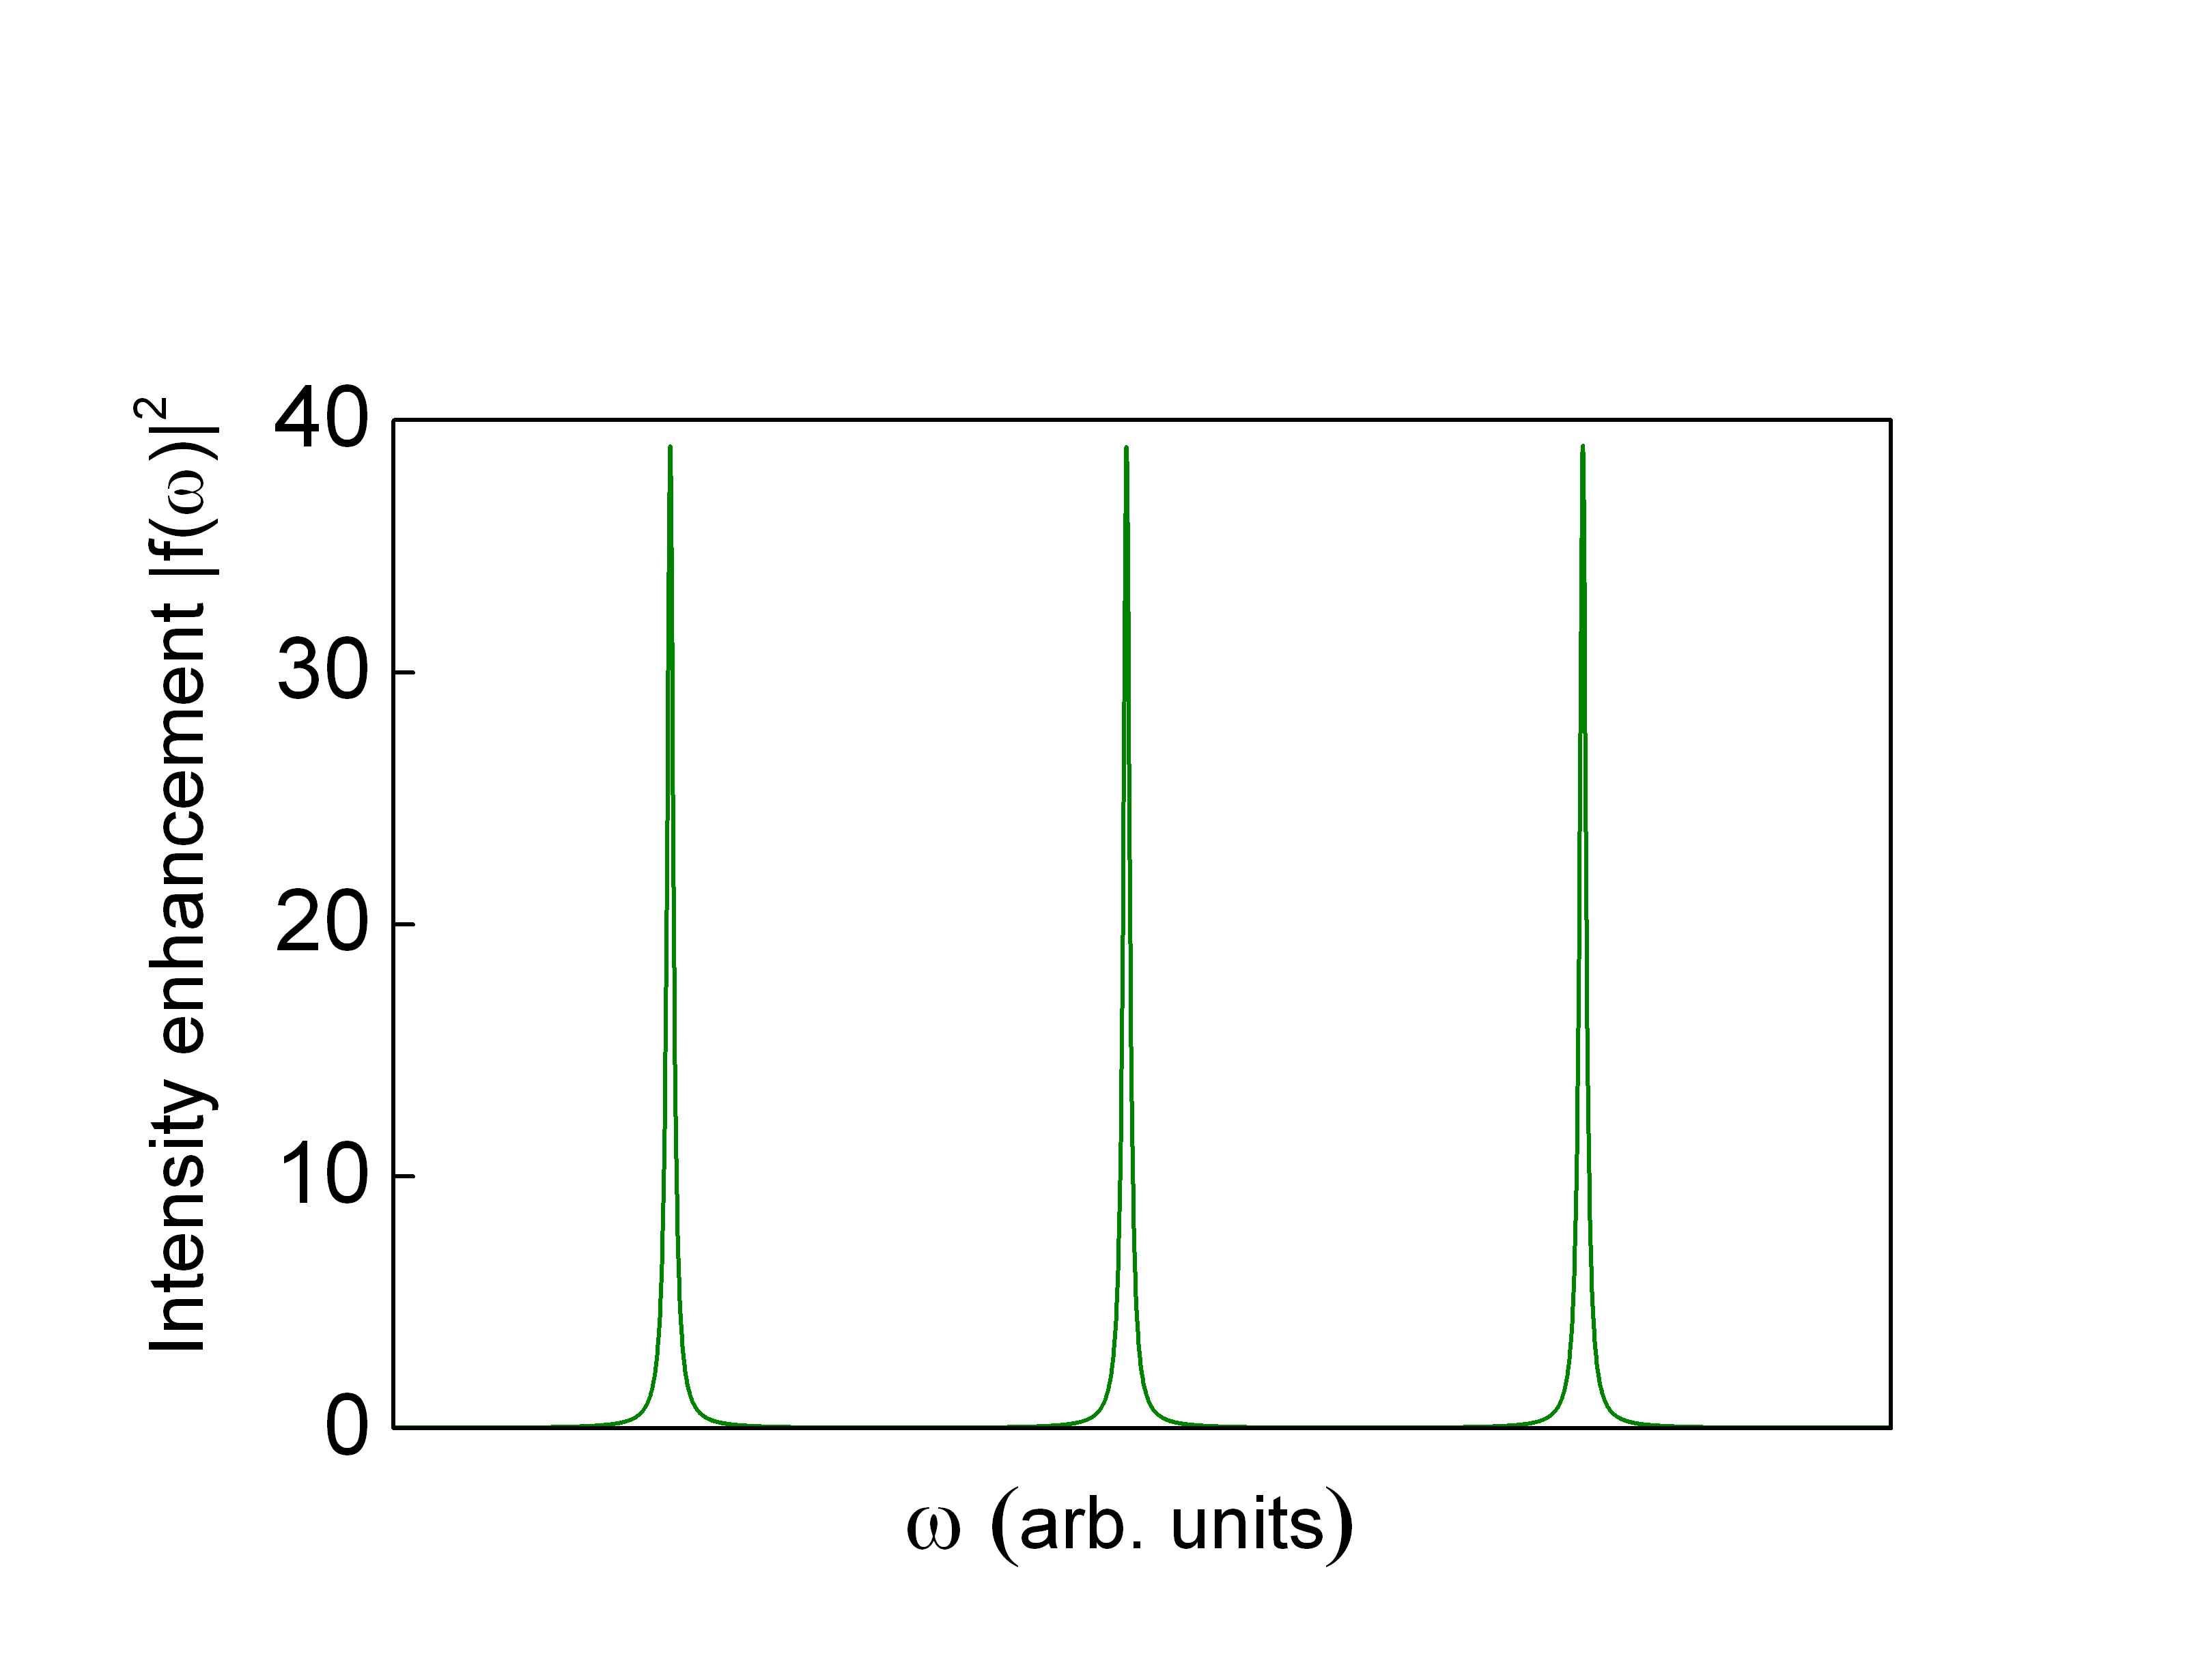 Intensity enhancement |f(ω)|²
40
30
20
10
0
ω (arb. units)